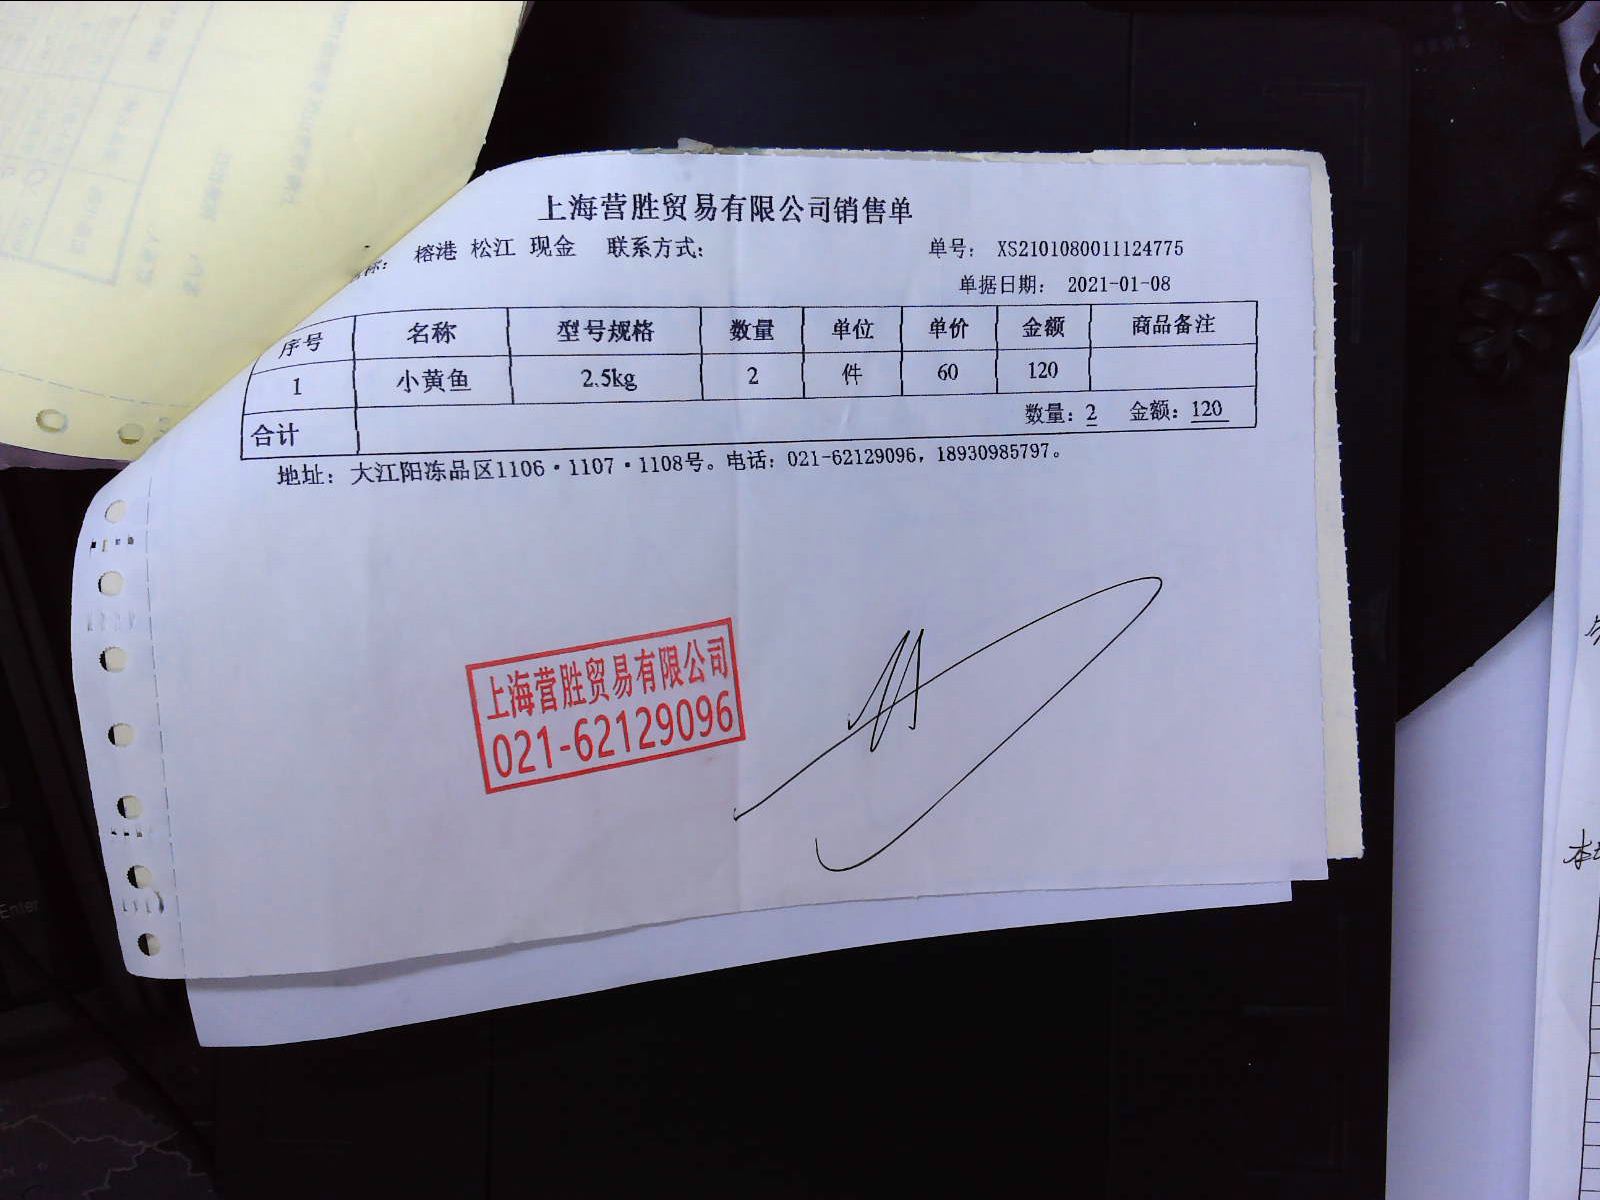 上海营胜贸易有限公司销售单
称： 榕港 松江 现金 联系方式： 单号： XS2101080011124775
单据日期： 2021-01-08
序号 名称 型号规格 数量 单位 单价 金额 商品备注
1 小黄鱼 2.5kg 2 件 60 120
合计 数量：2 金额：120
地址：大江阳冻品区1106·1107·1108号。电话：021-62129096，18930985797。
上海营胜贸易有限公司
021-62129096
Enter